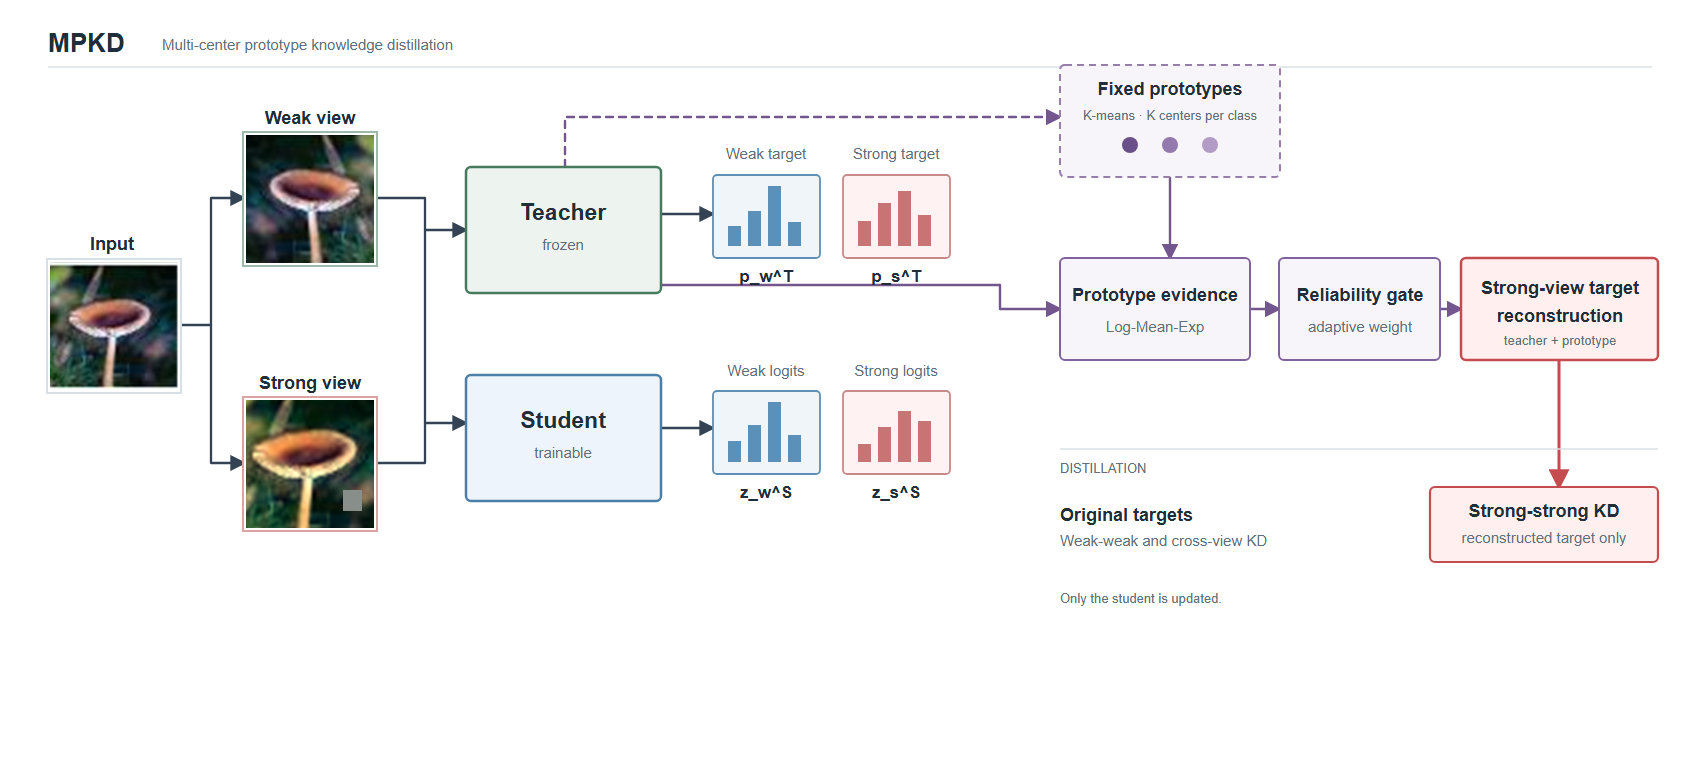 MPKD
Multi-center prototype knowledge distillation
Input
Weak view
Strong view
Teacher
frozen
Student
trainable
Weak target
Strong target
p_w^T
p_s^T
Weak logits
Strong logits
z_w^S
z_s^S
Fixed prototypes
K-means · K centers per class
Prototype evidence
Log-Mean-Exp
Reliability gate
adaptive weight
Strong-view target
reconstruction
teacher + prototype
DISTILLATION
Original targets
Weak-weak and cross-view KD
Strong-strong KD
reconstructed target only
Only the student is updated.